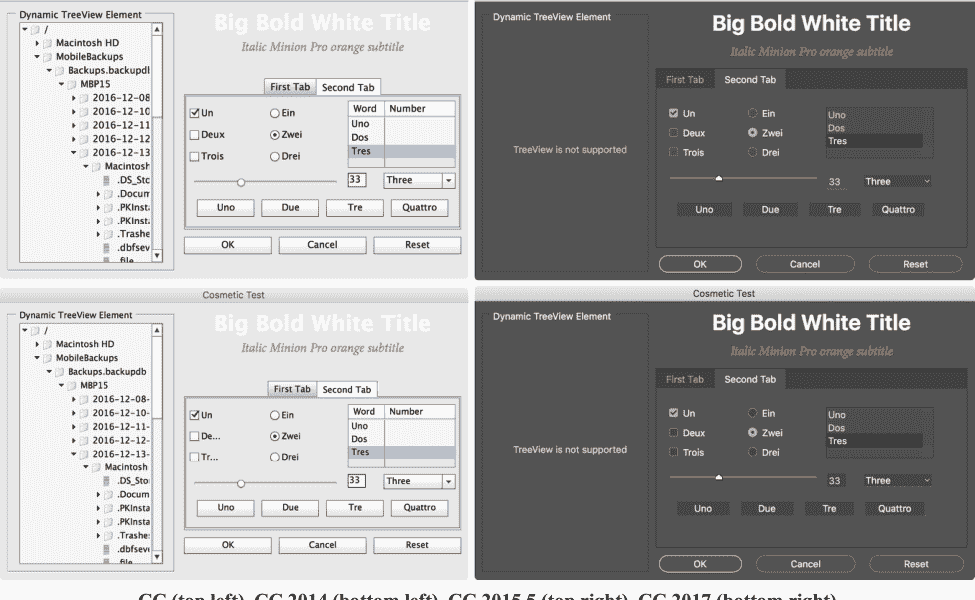 Dynamic TreeView Element
/
Macintosh HD
MobileBackups
Backups.backupdl
MBP15
2016-12-08
2016-12-10
2016-12-11
2016-12-12
2016-12-13
Macintosh
.DS_Stc
.Docum
.PKInst
.PKInst
.Trashe
.dbfsev
file
Big Bold White Title
Italic Minion Pro orange subtitle
First Tab Second Tab
Un Ein Word Number
Uno
Deux Zwei Dos
Trois Drei Tres
33 Three
Uno Due Tre Quattro
OK Cancel Reset
Dynamic TreeView Element
TreeView is not supported
Big Bold White Title
Italic Minion Pro orange subtitle
First Tab Second Tab
Un Ein Uno
Deux Zwei Dos
Trois Drei Tres
33 Three
Uno Due Tre Quattro
OK Cancel Reset
Cosmetic Test
Dynamic TreeView Element
/
Macintosh HD
MobileBackups
Backups.backupdb
MBP15
2016-12-08-
2016-12-10-
2016-12-11-
2016-12-12-
2016-12-13-
Macintosh
.DS_Sto
.Docum
.PKInsta
.PKInsta
.Trashe
.dbfsev
file
Big Bold White Title
Italic Minion Pro orange subtitle
First Tab Second Tab
Un Ein Word Number
Uno
De... Zwei Dos
Tr... Drei Tres
33 Three
Uno Due Tre Quattro
OK Cancel Reset
Cosmetic Test
Dynamic TreeView Element
TreeView is not supported
Big Bold White Title
Italic Minion Pro orange subtitle
First Tab Second Tab
Un Ein Uno
Deux Zwei Dos
Trois Drei Tres
33 Three
Uno Due Tre Quattro
OK Cancel Reset
CC (top left), CC 2014 (bottom left), CC 2015.5 (top right), CC 2017 (bottom right)